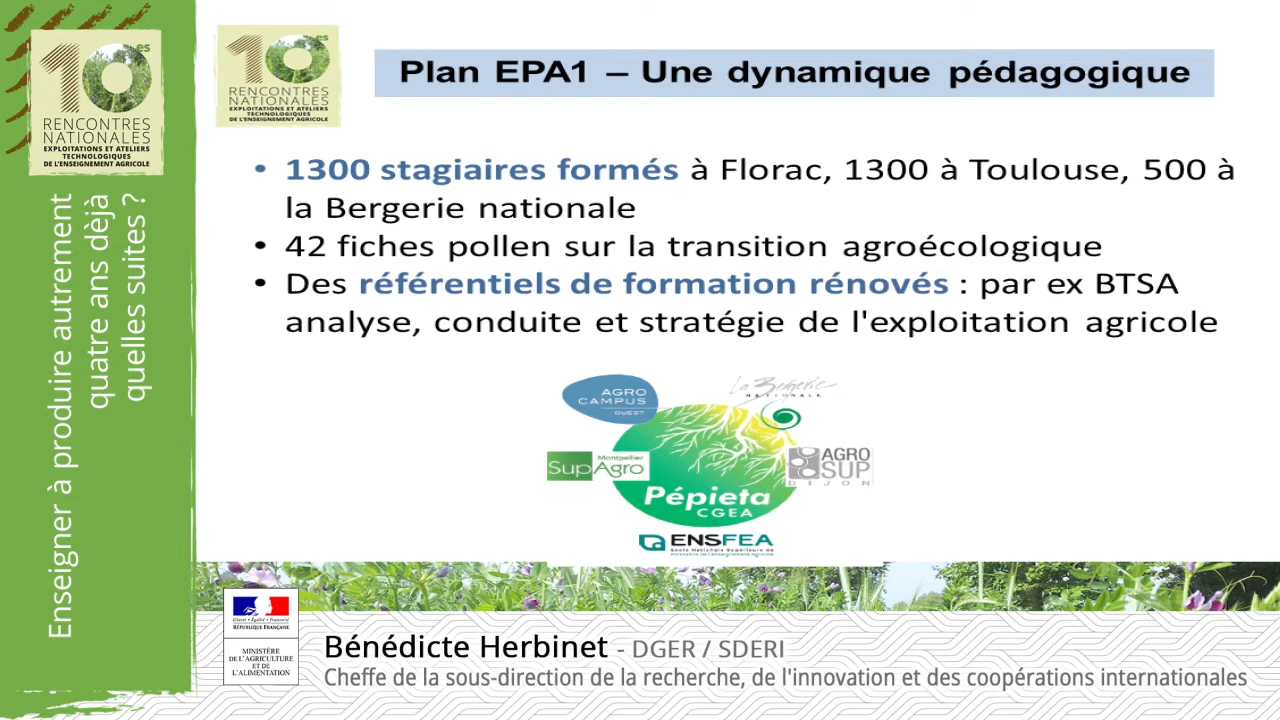 10es
RENCONTRES
NATIONALES
EXPLOITATIONS ET ATELIERS
TECHNOLOGIQUES
DE L'ENSEIGNEMENT AGRICOLE
Enseigner à produire autrement
quatre ans dèjà
quelles suites ?
10es
RENCONTRES
NATIONALES
EXPLOITATIONS ET ATELIERS
TECHNOLOGIQUES
DE L'ENSEIGNEMENT AGRICOLE
Plan EPA1 – Une dynamique pédagogique
• 1300 stagiaires formés à Florac, 1300 à Toulouse, 500 à
la Bergerie nationale
• 42 fiches pollen sur la transition agroécologique
• Des référentiels de formation rénovés : par ex BTSA
analyse, conduite et stratégie de l'exploitation agricole
AGRO
CAMPUS
OUEST
La Bergerie
NATIONALE
Montpellier
SupAgro
AGRO
SUP
DIJON
Pépieta
CGEA
ENSFEA
Ecole Nationale Supérieure de
Formation de l'Enseignement Agricole
Liberté • Égalité • Fraternité
RÉPUBLIQUE FRANÇAISE
MINISTÈRE
DE L'AGRICULTURE
ET DE
L'ALIMENTATION
Bénédicte Herbinet - DGER / SDERI
Cheffe de la sous-direction de la recherche, de l'innovation et des coopérations internationales